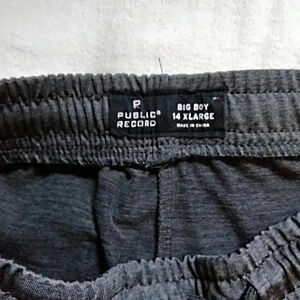 P
PUBLIC®
RECORD
BIG BOY
14 XLARGE
MADE IN CHINA